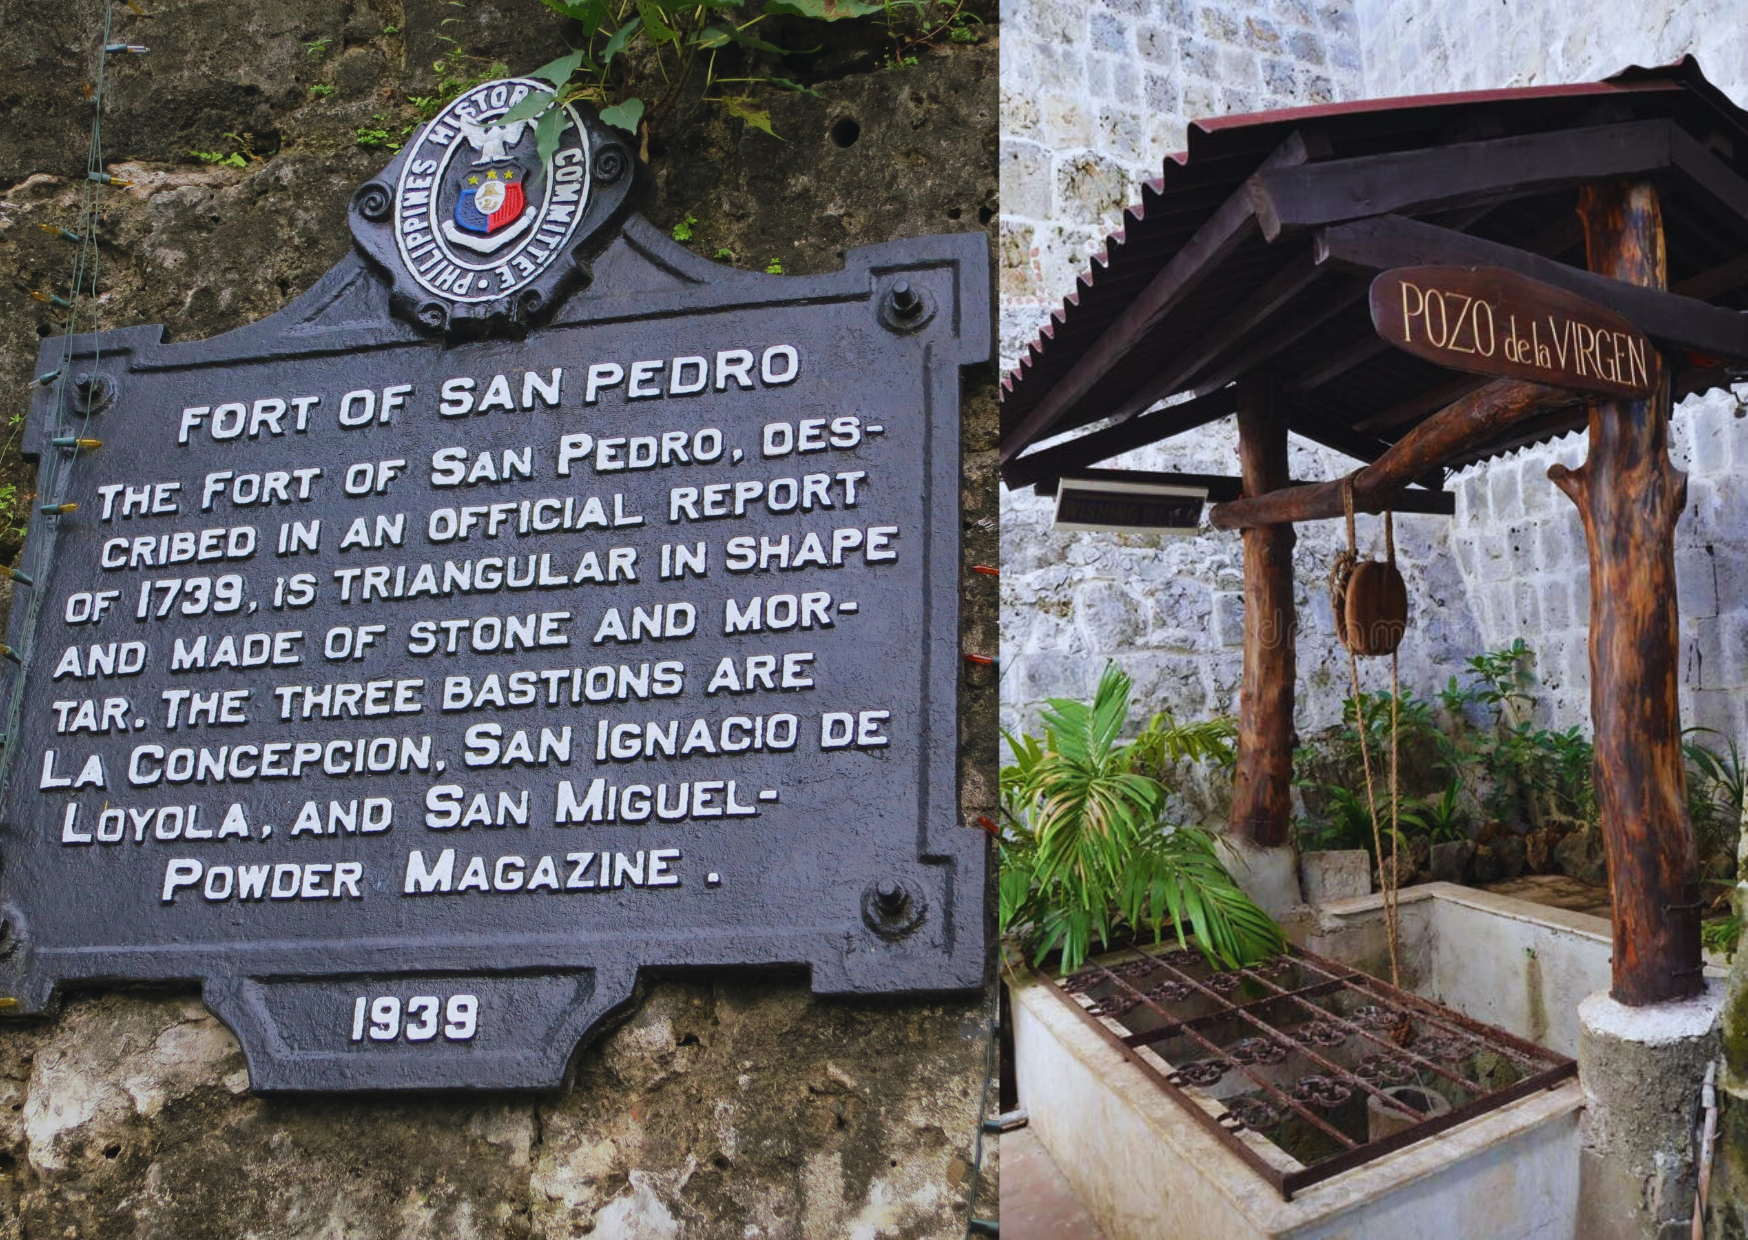 PHILIPPINES HISTORY COMMITTEE •
FORT OF SAN PEDRO
THE FORT OF SAN PEDRO, DES-
CRIBED IN AN OFFICIAL REPORT
OF 1739, IS TRIANGULAR IN SHAPE
AND MADE OF STONE AND MOR-
TAR. THE THREE BASTIONS ARE
LA CONCEPCION, SAN IGNACIO DE
LOYOLA, AND SAN MIGUEL-
POWDER MAGAZINE.
1939
POZO de la VIRGEN
WISHING